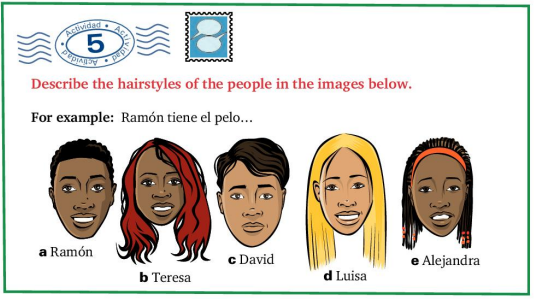 Actividad · Actividad · Actividad · Actividad
5
Describe the hairstyles of the people in the images below.
For example: Ramón tiene el pelo…
a Ramón
b Teresa
c David
d Luisa
e Alejandra